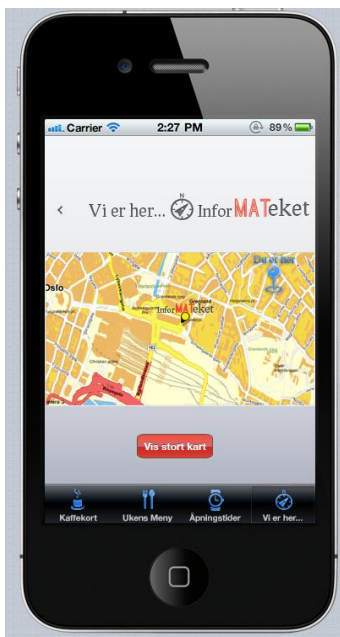 Carrier 2:27 PM 89%
N
< Vi er her... InforMATeket
Du er her
Oslo
Grønland
InforMATeket
Vis stort kart
Kaffekort Ukens Meny Åpningstider Vi er her...